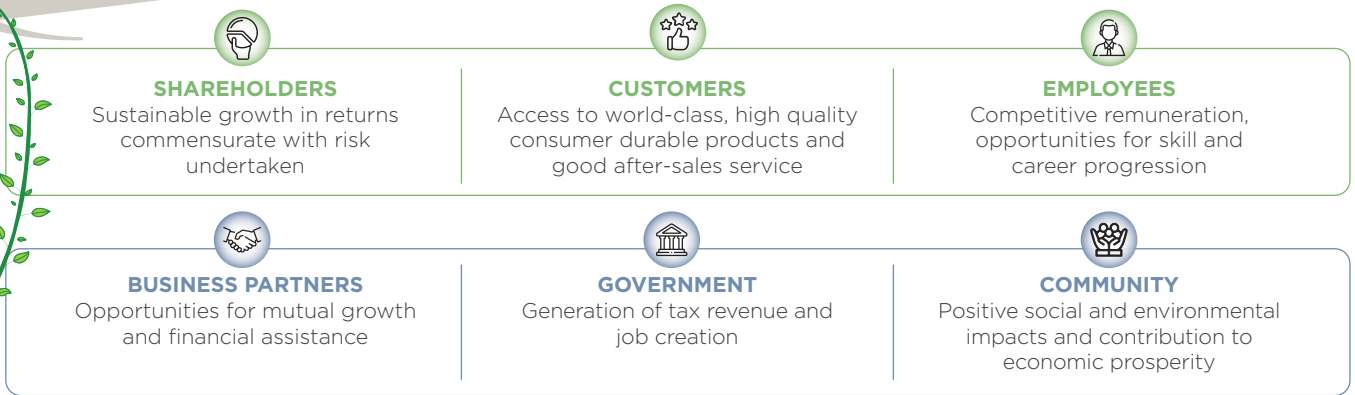 SHAREHOLDERS
Sustainable growth in returns
commensurate with risk
undertaken
CUSTOMERS
Access to world-class, high quality
consumer durable products and
good after-sales service
EMPLOYEES
Competitive remuneration,
opportunities for skill and
career progression
BUSINESS PARTNERS
Opportunities for mutual growth
and financial assistance
GOVERNMENT
Generation of tax revenue and
job creation
COMMUNITY
Positive social and environmental
impacts and contribution to
economic prosperity